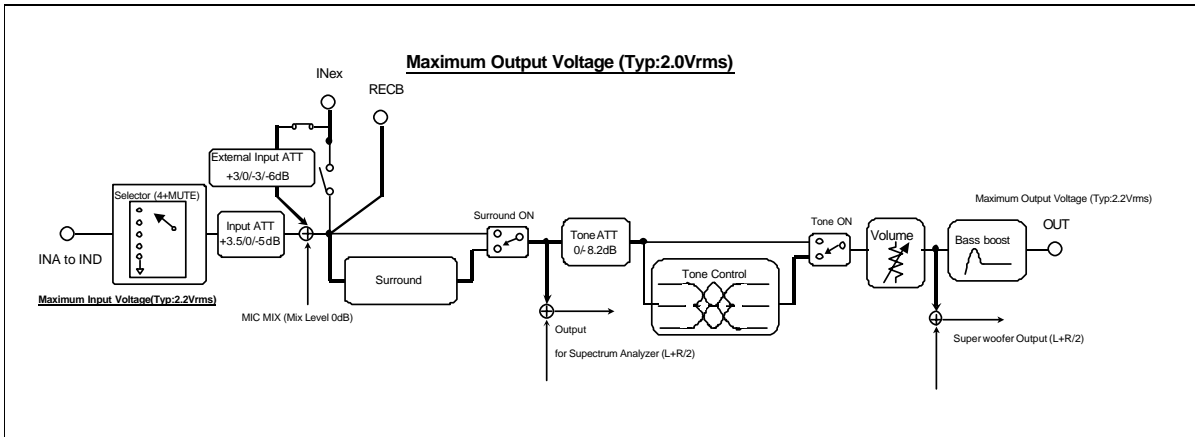 Maximum Output Voltage (Typ:2.0Vrms)
INex
RECB
External Input ATT
+3/0/-3/-6dB
Selector (4+MUTE)
Input ATT
+3.5/0/-5dB
INA to IND
Maximum Input Voltage(Typ:2.2Vrms)
MIC MIX (Mix Level 0dB)
Surround
Surround ON
Tone ATT
0/-8.2dB
Output
for Supectrum Analyzer (L+R/2)
Tone Control
Tone ON
Volume
Maximum Output Voltage (Typ:2.2Vrms)
OUT
Bass boost
Super woofer Output (L+R/2)